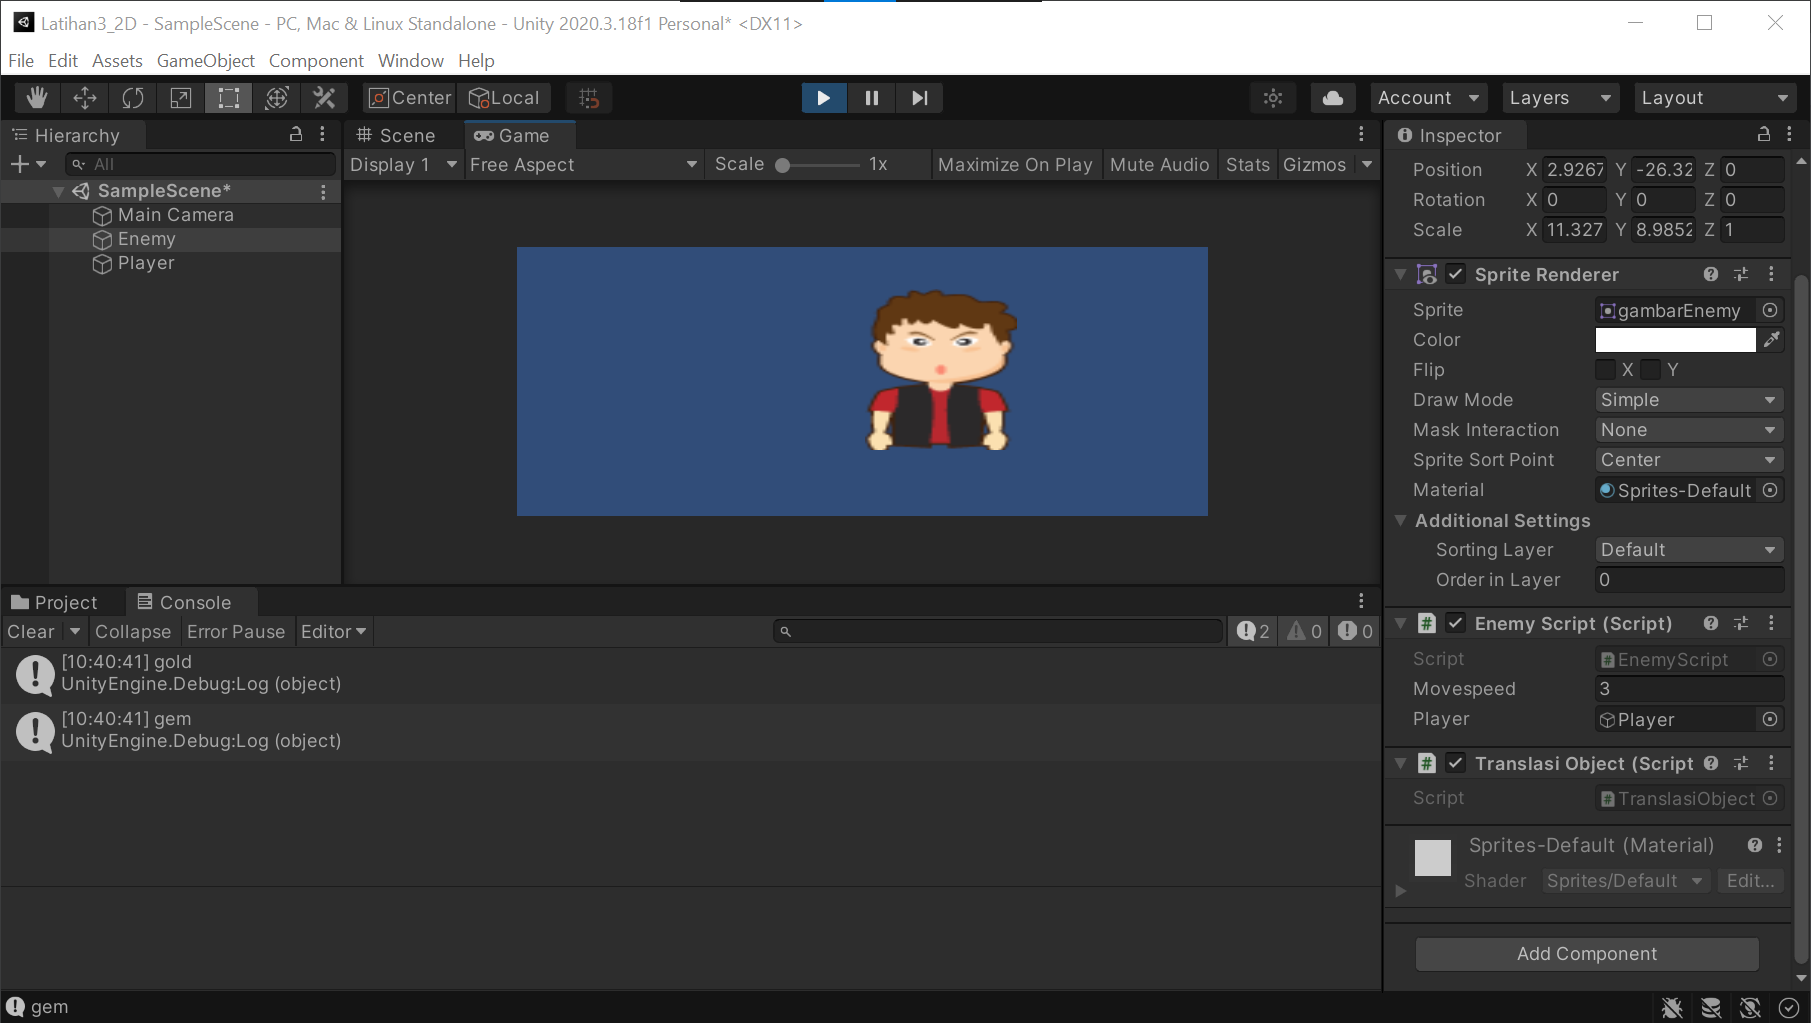 Latihan3_2D - SampleScene - PC, Mac & Linux Standalone - Unity 2020.3.18f1 Personal* <DX11>
File Edit Assets GameObject Component Window Help
Center Local Account Layers Layout
Hierarchy
All
SampleScene*
Main Camera
Enemy
Player
Scene Game
Display 1 Free Aspect Scale 1x Maximize On Play Mute Audio Stats Gizmos
Project Console
Clear Collapse Error Pause Editor 2 0 0
[10:40:41] gold
UnityEngine.Debug:Log (object)
[10:40:41] gem
UnityEngine.Debug:Log (object)
Inspector
Position X 2.9267 Y -26.32 Z 0
Rotation X 0 Y 0 Z 0
Scale X 11.327 Y 8.9852 Z 1
Sprite Renderer
Sprite gambarEnemy
Color
Flip X Y
Draw Mode Simple
Mask Interaction None
Sprite Sort Point Center
Material Sprites-Default
Additional Settings
Sorting Layer Default
Order in Layer 0
# Enemy Script (Script)
Script # EnemyScript
Movespeed 3
Player Player
# Translasi Object (Script
Script # TranslasiObject
Sprites-Default (Material)
Shader Sprites/Default Edit...
Add Component
gem